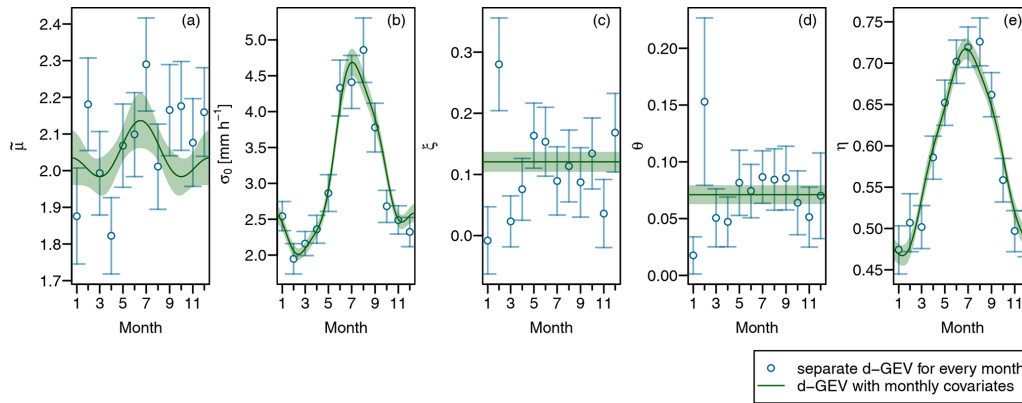 (a)
(b)
(c)
(d)
(e)
2.4
2.3
2.2
2.1
2.0
1.9
1.8
1.7
μ̃
1 3 5 7 9 11
Month
5.0
4.5
4.0
3.5
3.0
2.5
2.0
σ0 [mm h−1]
1 3 5 7 9 11
Month
0.3
0.2
0.1
0.0
ξ
1 3 5 7 9 11
Month
0.20
0.15
0.10
0.05
0.00
θ
1 3 5 7 9 11
Month
0.75
0.70
0.65
0.60
0.55
0.50
0.45
η
1 3 5 7 9 11
Month
separate d−GEV for every month
d−GEV with monthly covariates